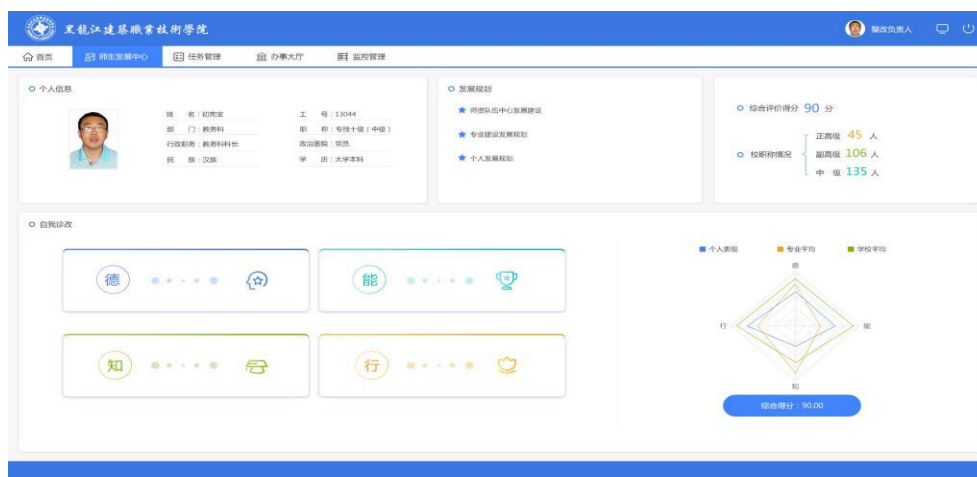 黑龍江建築職業技術學院
整改负责人
首页
师生发展中心
任务管理
办事大厅
监控管理
个人信息
姓 名：初宪宝
工 号：13044
部 门：教务科
职 称：专技十级（中级）
行政职务：教务科科长
政治面貌：党员
民 族：汉族
学 历：大学本科
发展规划
师资队伍中心发展建设
专业建设发展规划
个人发展规划
综合评价得分 90 分
校职称情况
正高级 45 人
副高级 106 人
中 级 135 人
自我诊改
德
能
知
行
个人表现
专业平均
学校平均
师
行
能
知
综合得分：90.00